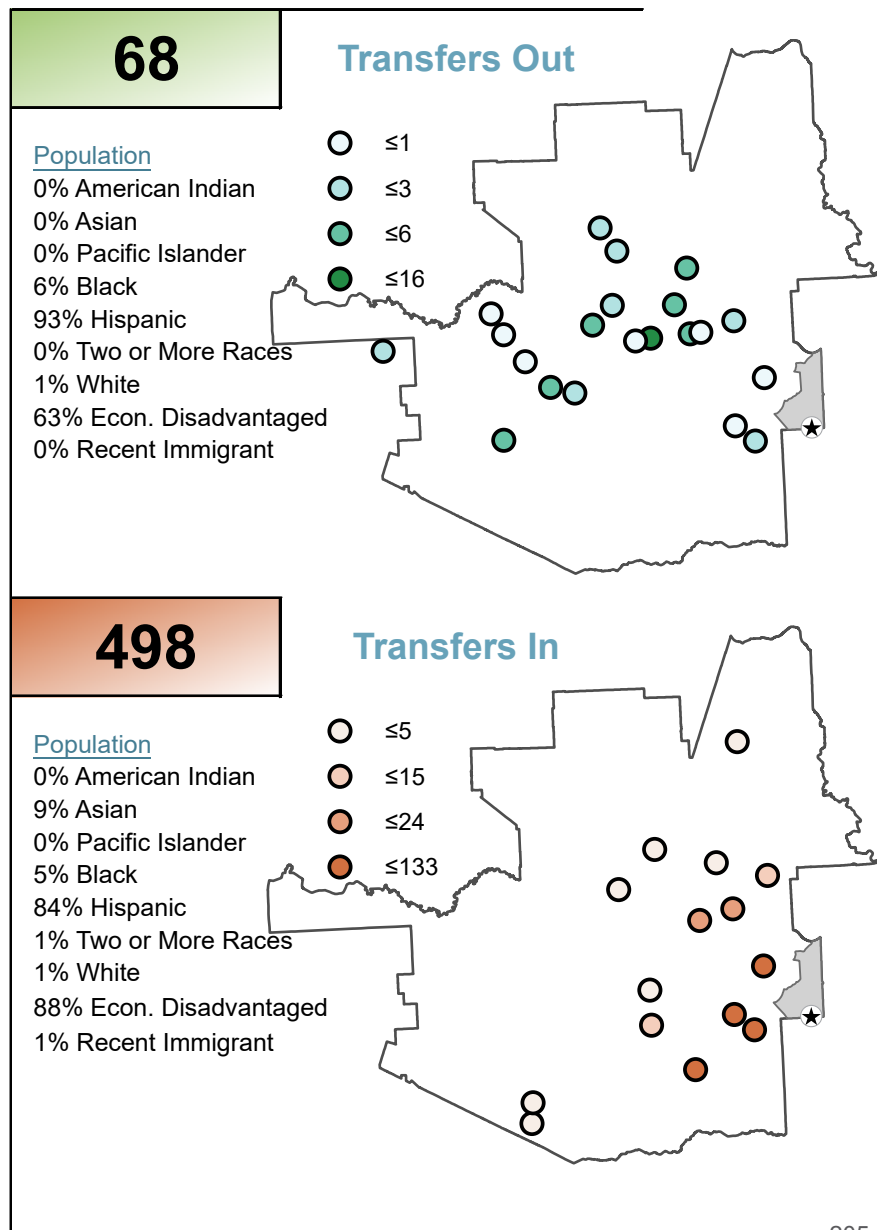 68
Transfers Out
Population
0% American Indian
0% Asian
0% Pacific Islander
6% Black
93% Hispanic
0% Two or More Races
1% White
63% Econ. Disadvantaged
0% Recent Immigrant
≤1
≤3
≤6
≤16
498
Transfers In
Population
0% American Indian
9% Asian
0% Pacific Islander
5% Black
84% Hispanic
1% Two or More Races
1% White
88% Econ. Disadvantaged
1% Recent Immigrant
≤5
≤15
≤24
≤133